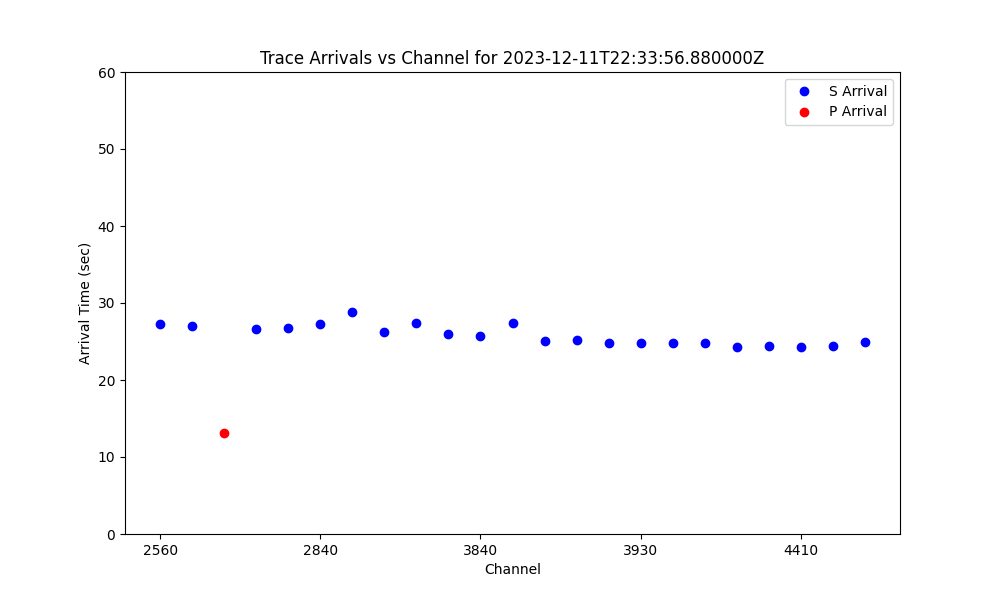 Trace Arrivals vs Channel for 2023-12-11T22:33:56.880000Z
S Arrival
P Arrival
60
50
40
30
20
10
0
Arrival Time (sec)
2560 2840 3840 3930 4410
Channel